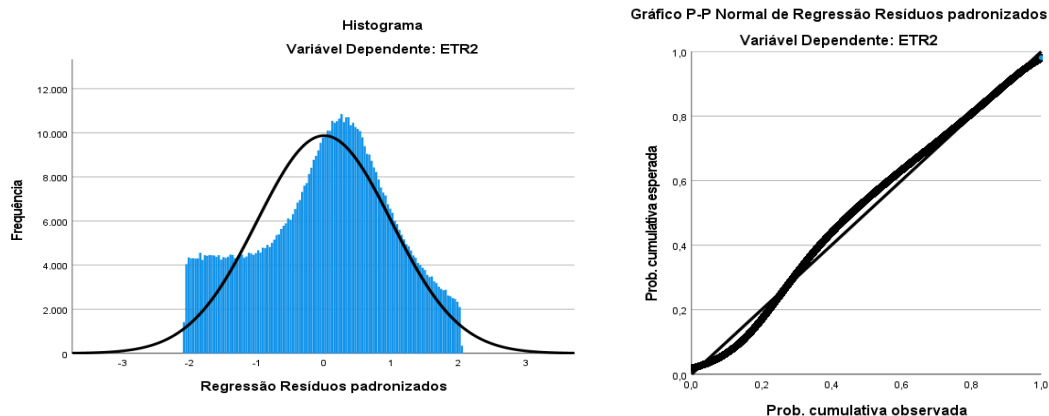 Histograma
Variável Dependente: ETR2
Frequência
12.000
10.000
8.000
6.000
4.000
2.000
0
-3 -2 -1 0 1 2 3
Regressão Resíduos padronizados
Gráfico P-P Normal de Regressão Resíduos padronizados
Variável Dependente: ETR2
Prob. cumulativa esperada
1,0
0,8
0,6
0,4
0,2
0,0
0,0 0,2 0,4 0,6 0,8 1,0
Prob. cumulativa observada